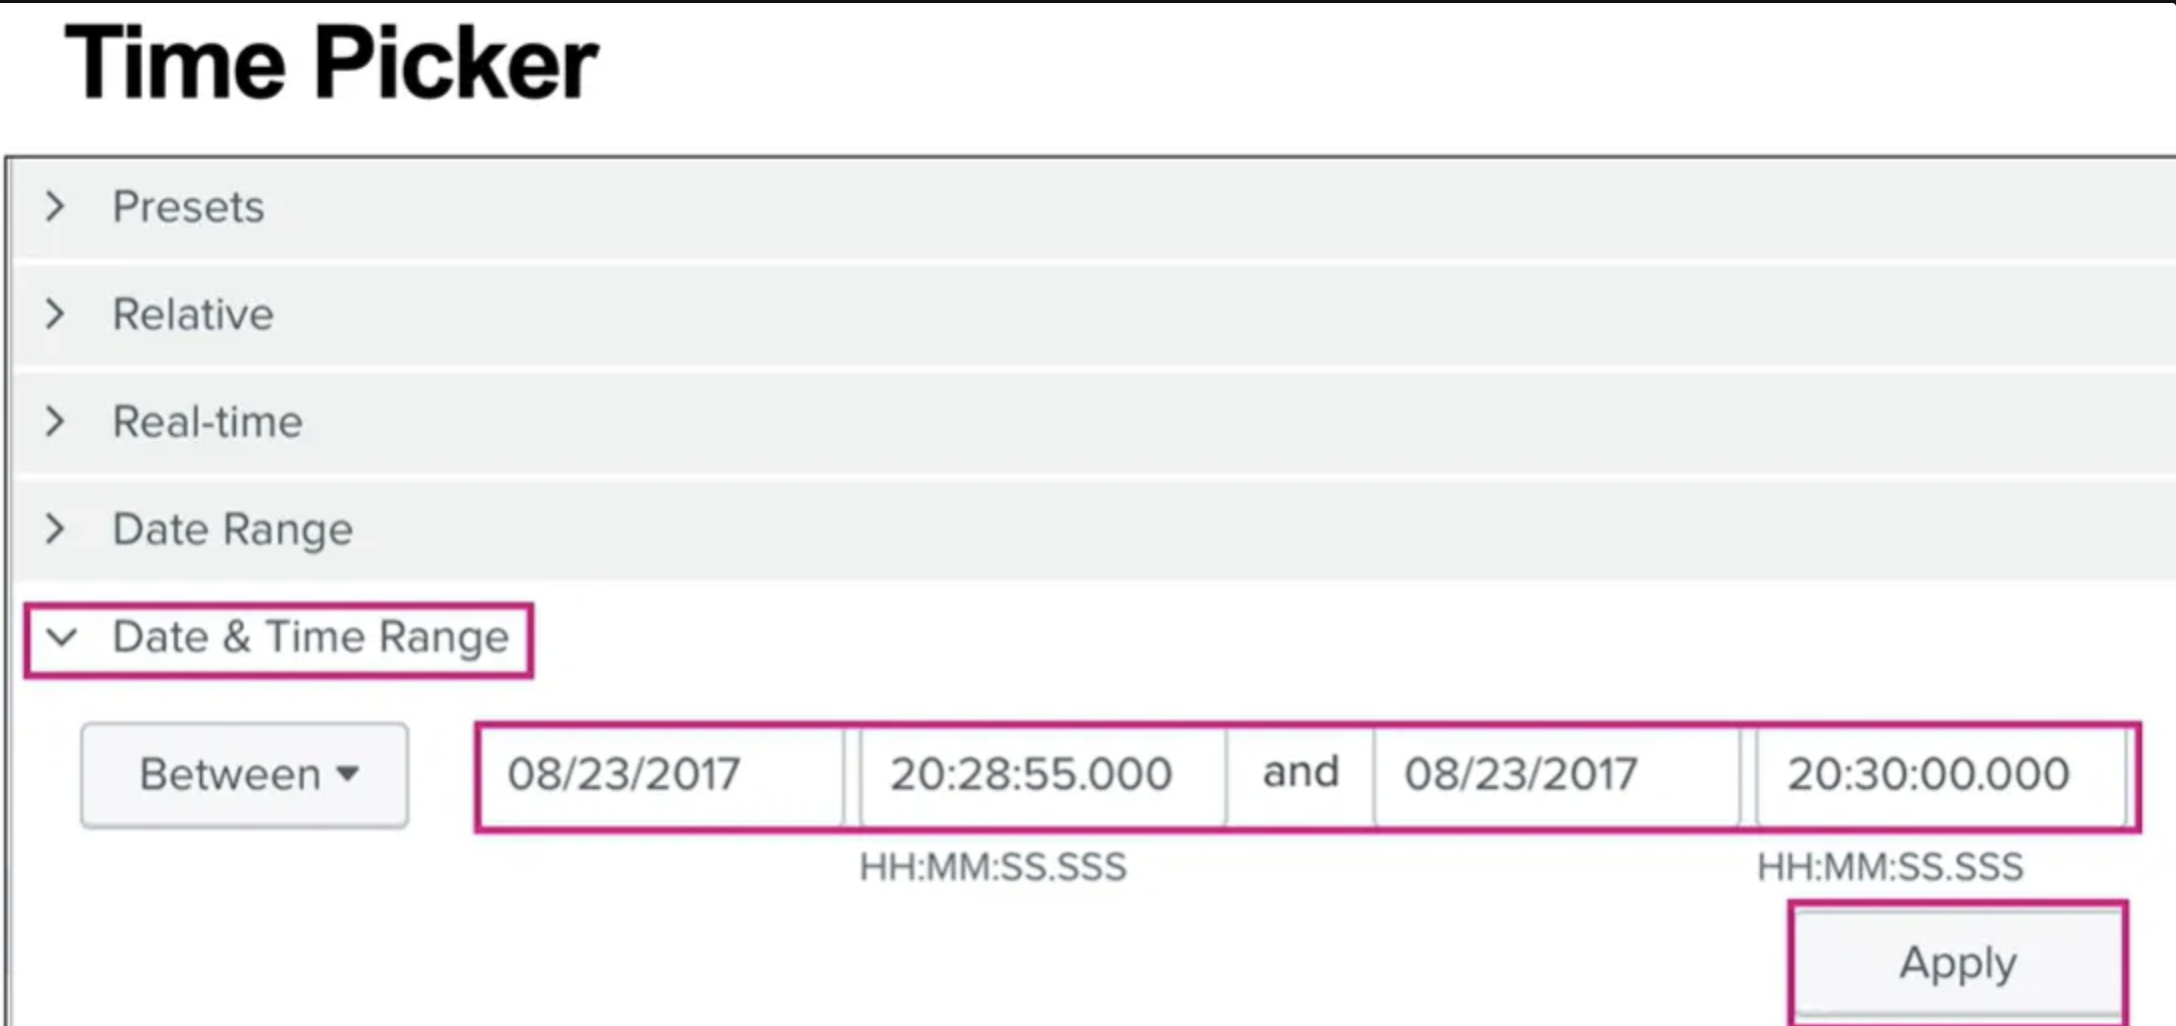 Time Picker
Presets
Relative
Real-time
Date Range
Date & Time Range
Between 08/23/2017 20:28:55.000 and 08/23/2017 20:30:00.000
HH:MM:SS.SSS HH:MM:SS.SSS
Apply